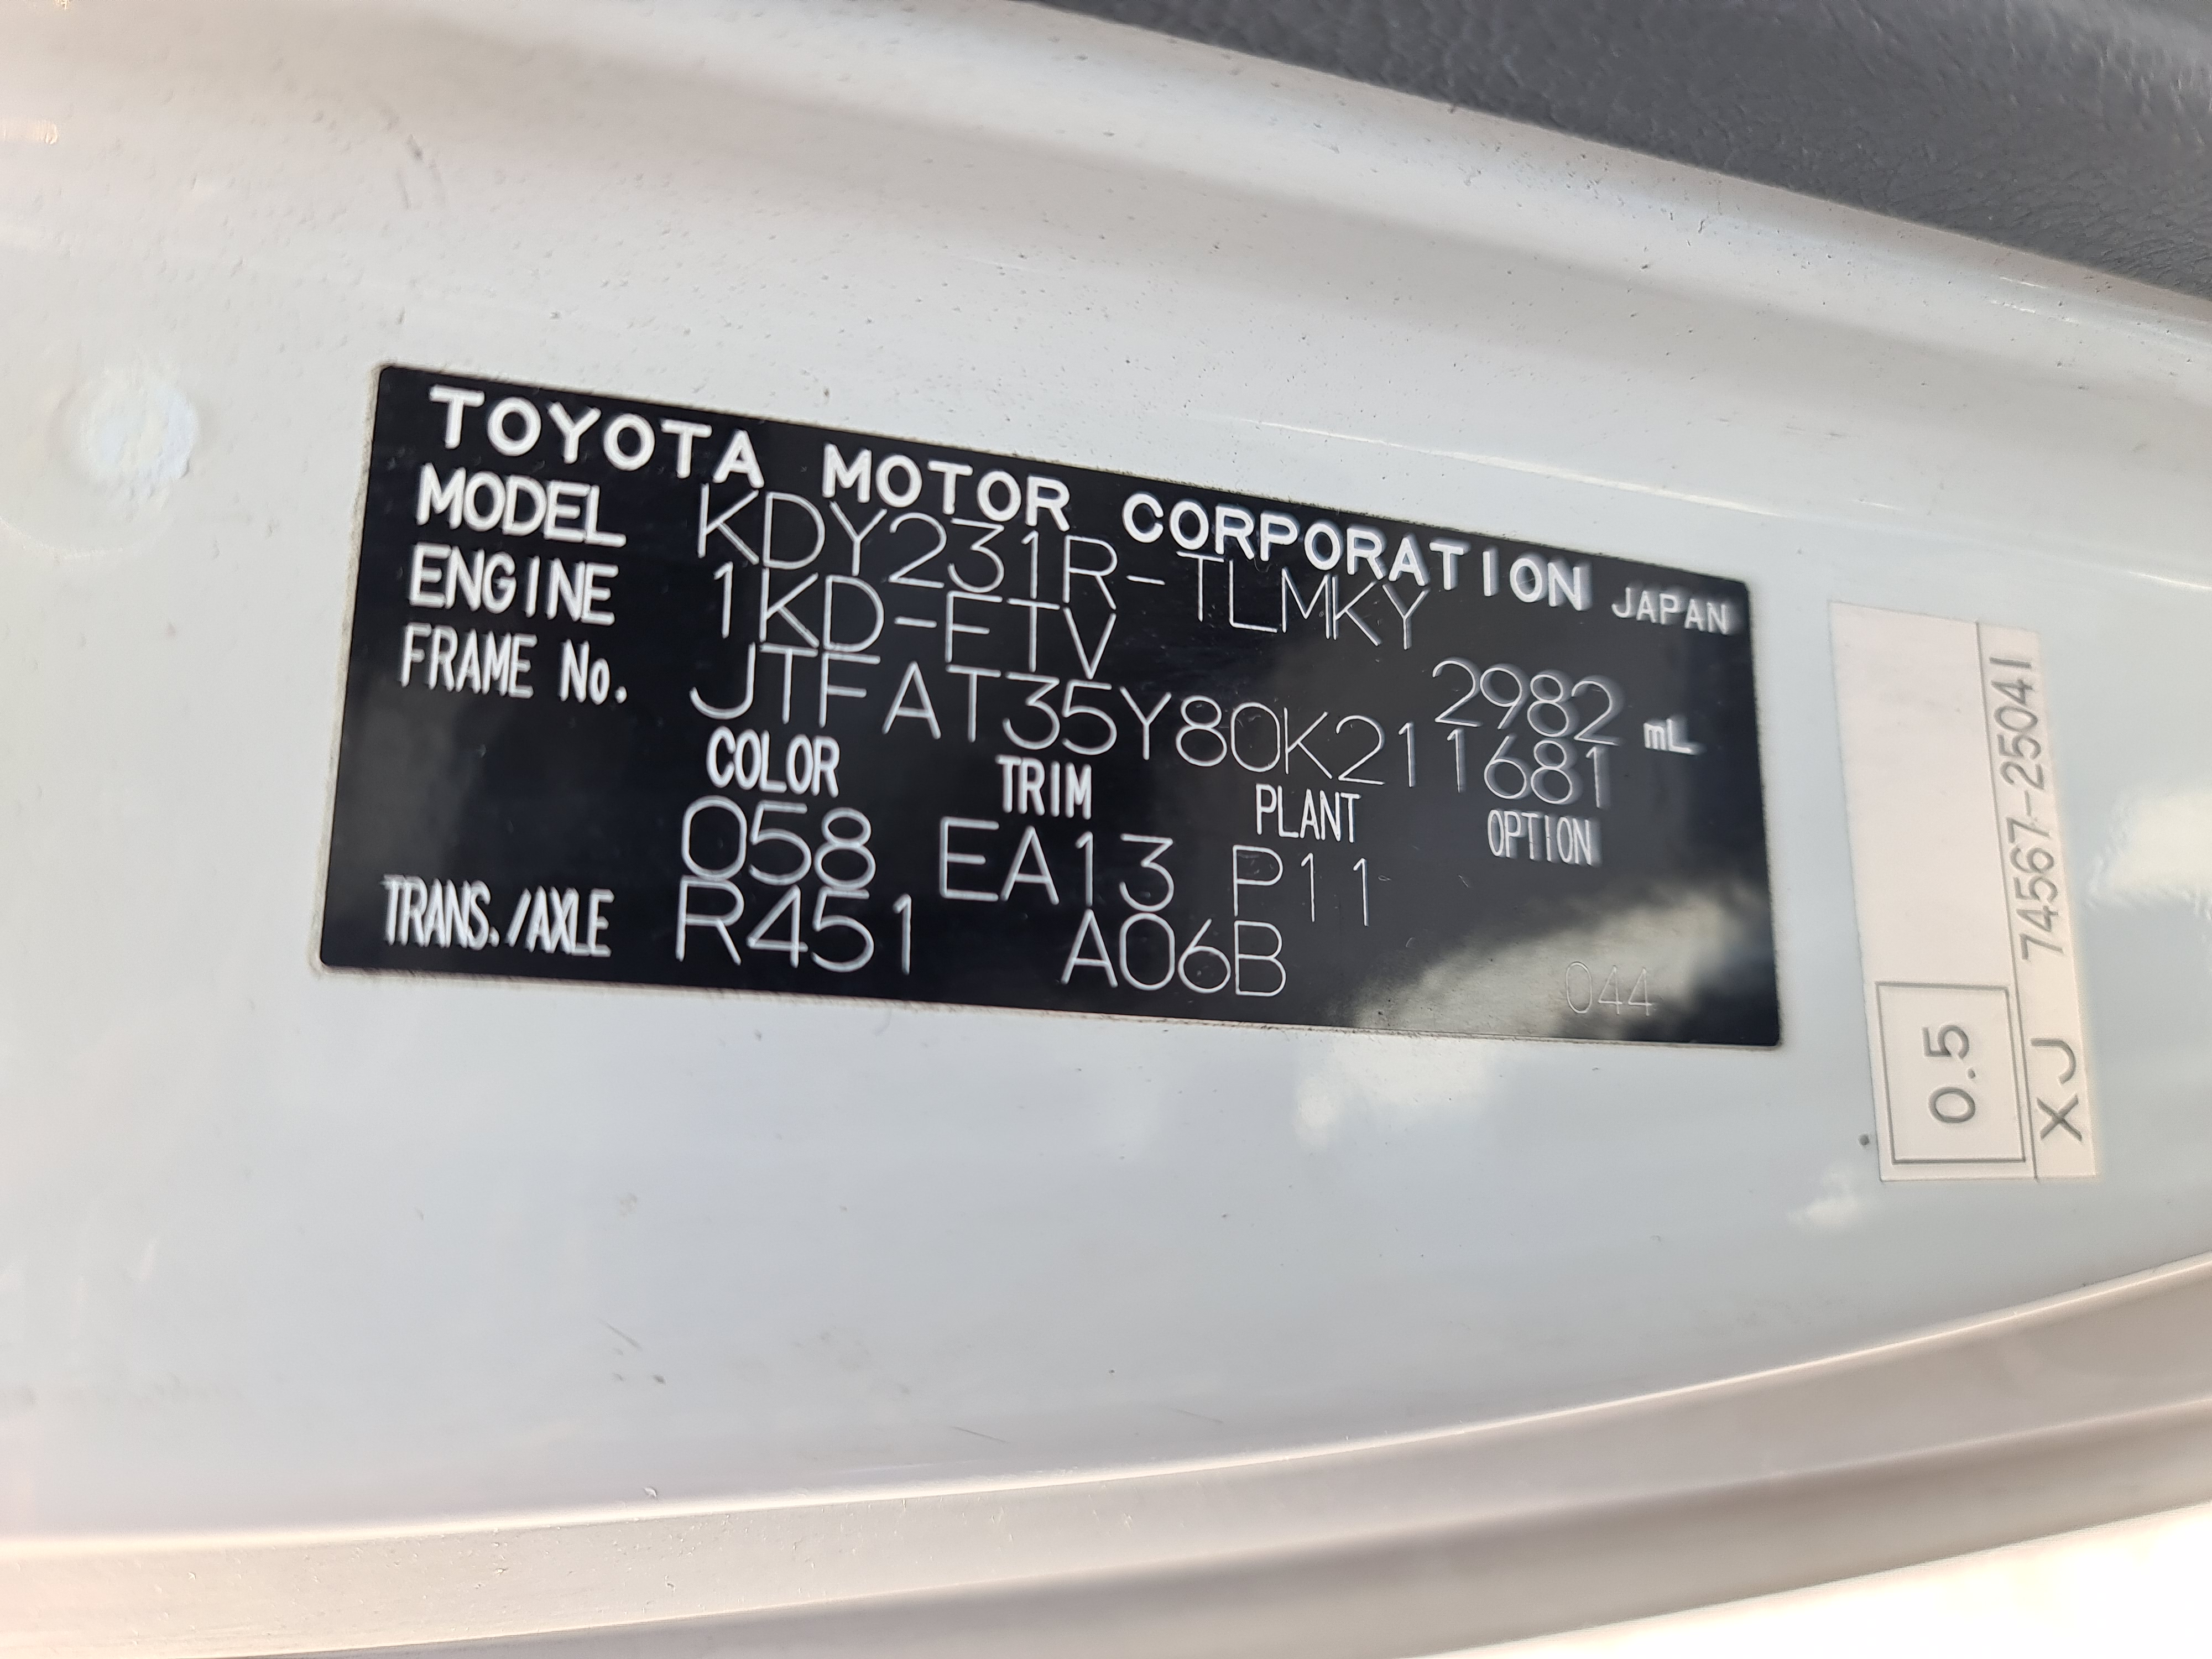 TOYOTA MOTOR CORPORATION JAPAN
MODEL KDY231R-TLMKY
ENGINE 1KD-FTV 2982 mL
FRAME No. JTFAT35Y80K211681
COLOR TRIM PLANT OPTION
058 EA13 P11
TRANS./AXLE R451 A06B
044
74567-25041
0.5 XJ